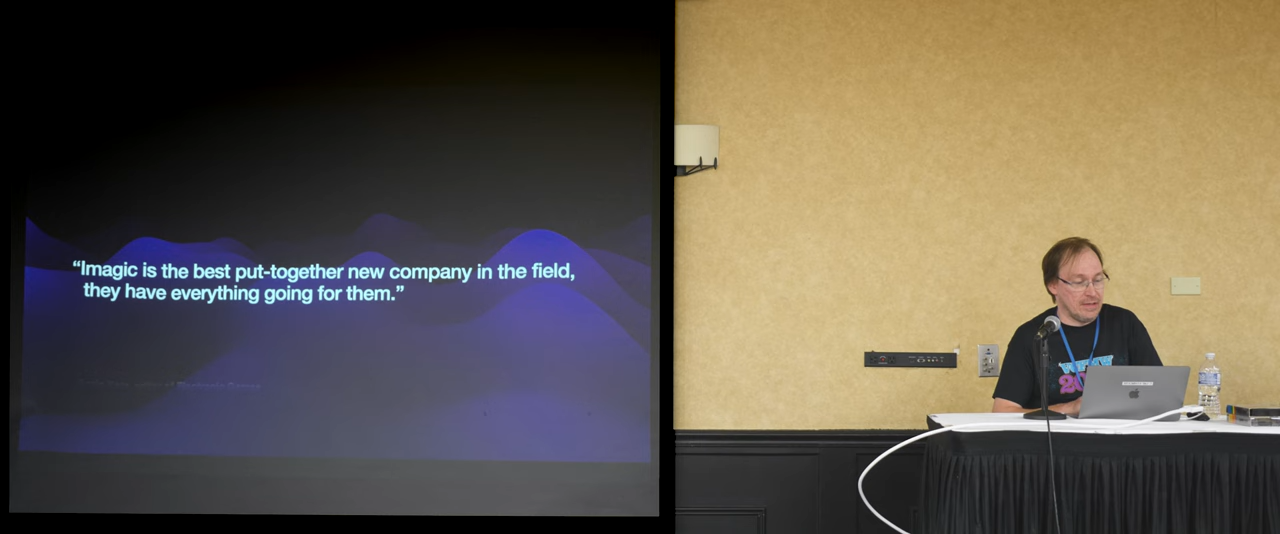 “Imagic is the best put-together new company in the field,
they have everything going for them.”